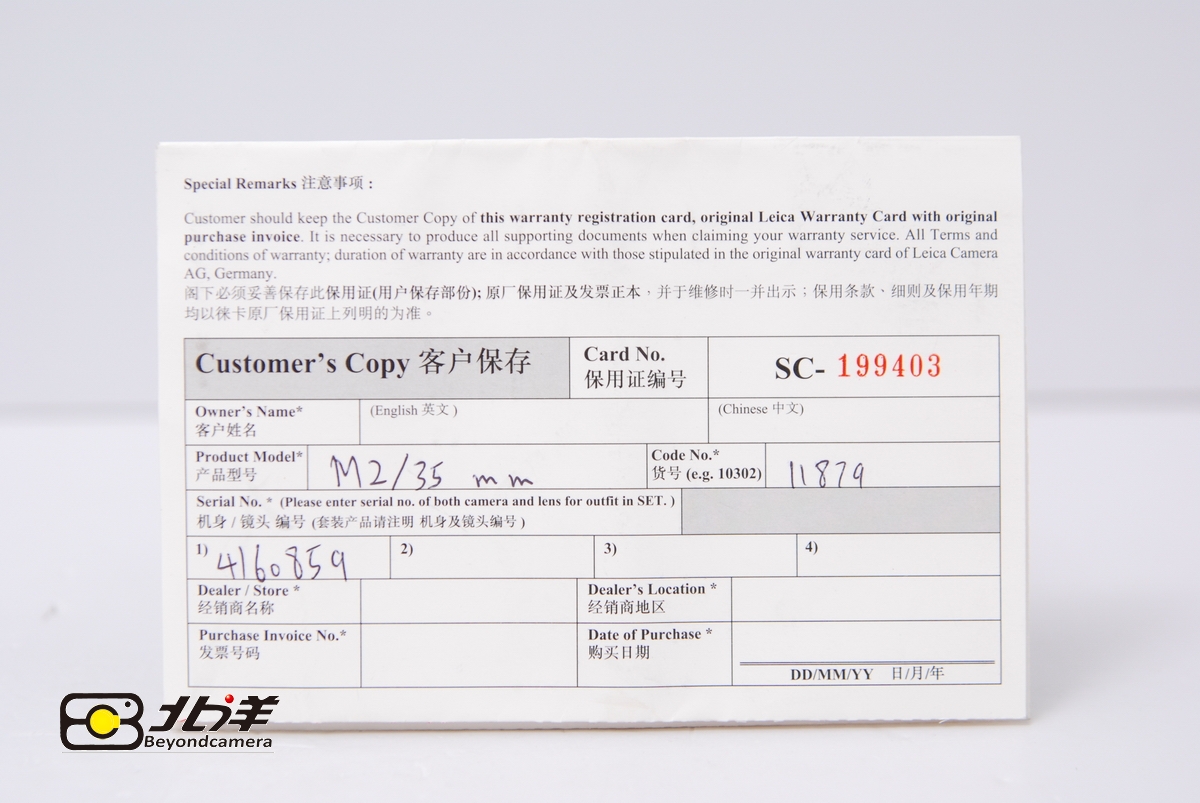 Special Remarks 注意事项 :
Customer should keep the Customer Copy of this warranty registration card, original Leica Warranty Card with original
purchase invoice. It is necessary to produce all supporting documents when claiming your warranty service. All Terms and
conditions of warranty; duration of warranty are in accordance with those stipulated in the original warranty card of Leica Camera
AG, Germany.
阁下必须妥善保存此保用证(用户保存部份); 原厂保用证及发票正本，并于维修时一并出示；保用条款、细则及保用年期
均以徕卡原厂保用证上列明的为准。
Customer's Copy 客户保存
Card No.
保用证编号
SC- 199403
Owner's Name*
客户姓名
(English 英文 )
(Chinese 中文)
Product Model*
产品型号
M2/35 mm
Code No.*
货号 (e.g. 10302)
11879
Serial No. * (Please enter serial no. of both camera and lens for outfit in SET. )
机身 / 镜头 编号 (套装产品请注明 机身及镜头编号 )
1) 4160859
2)
3)
4)
Dealer / Store *
经销商名称
Dealer's Location *
经销商地区
Purchase Invoice No.*
发票号码
Date of Purchase *
购买日期
DD/MM/YY 日/月/年
北洋
Beyondcamera